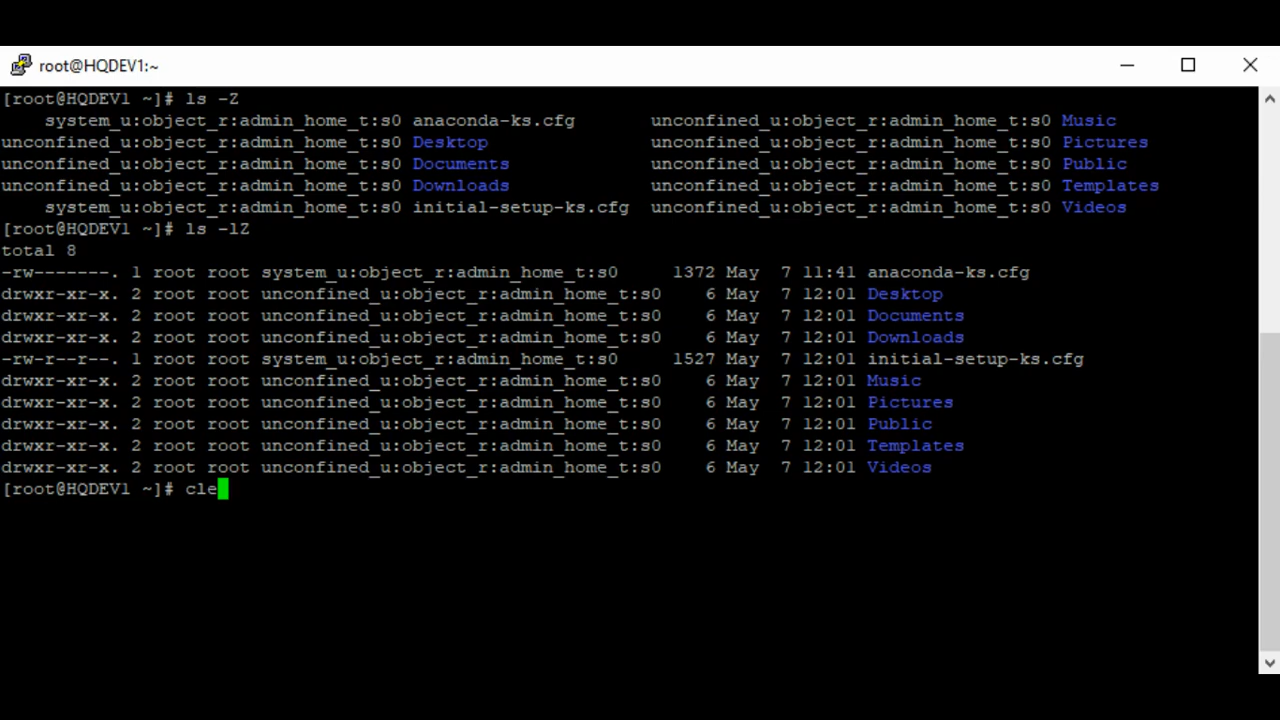 root@HQDEV1:~
[root@HQDEV1 ~]# ls -Z
system_u:object_r:admin_home_t:s0 anaconda-ks.cfg unconfined_u:object_r:admin_home_t:s0 Music
unconfined_u:object_r:admin_home_t:s0 Desktop unconfined_u:object_r:admin_home_t:s0 Pictures
unconfined_u:object_r:admin_home_t:s0 Documents unconfined_u:object_r:admin_home_t:s0 Public
unconfined_u:object_r:admin_home_t:s0 Downloads unconfined_u:object_r:admin_home_t:s0 Templates
system_u:object_r:admin_home_t:s0 initial-setup-ks.cfg unconfined_u:object_r:admin_home_t:s0 Videos
[root@HQDEV1 ~]# ls -lZ
total 8
-rw-------. 1 root root system_u:object_r:admin_home_t:s0 1372 May 7 11:41 anaconda-ks.cfg
drwxr-xr-x. 2 root root unconfined_u:object_r:admin_home_t:s0 6 May 7 12:01 Desktop
drwxr-xr-x. 2 root root unconfined_u:object_r:admin_home_t:s0 6 May 7 12:01 Documents
drwxr-xr-x. 2 root root unconfined_u:object_r:admin_home_t:s0 6 May 7 12:01 Downloads
-rw-r--r--. 1 root root system_u:object_r:admin_home_t:s0 1527 May 7 12:01 initial-setup-ks.cfg
drwxr-xr-x. 2 root root unconfined_u:object_r:admin_home_t:s0 6 May 7 12:01 Music
drwxr-xr-x. 2 root root unconfined_u:object_r:admin_home_t:s0 6 May 7 12:01 Pictures
drwxr-xr-x. 2 root root unconfined_u:object_r:admin_home_t:s0 6 May 7 12:01 Public
drwxr-xr-x. 2 root root unconfined_u:object_r:admin_home_t:s0 6 May 7 12:01 Templates
drwxr-xr-x. 2 root root unconfined_u:object_r:admin_home_t:s0 6 May 7 12:01 Videos
[root@HQDEV1 ~]# cle